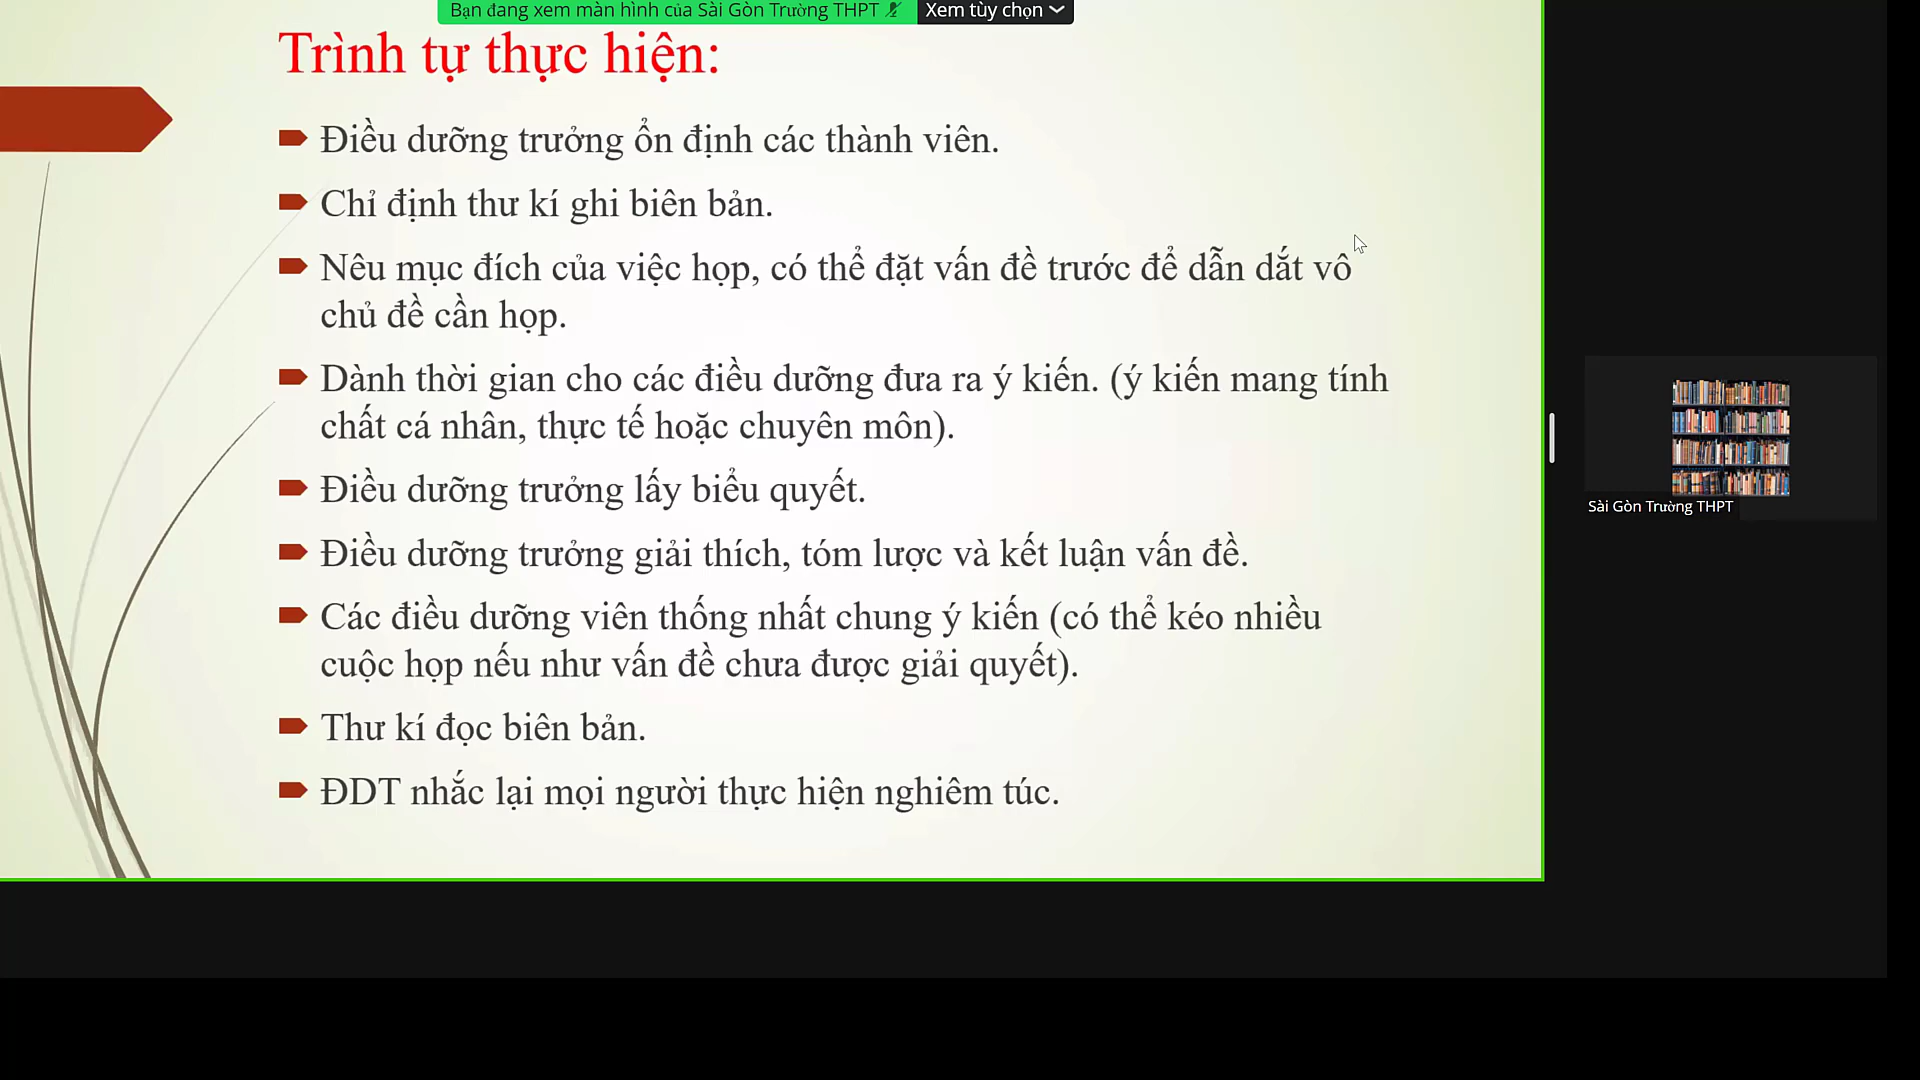 Bạn đang xem màn hình của Sài Gòn Trường THPT
Xem tùy chọn
Trình tự thực hiện:
Điều dưỡng trưởng ổn định các thành viên.
Chỉ định thư kí ghi biên bản.
Nêu mục đích của việc họp, có thể đặt vấn đề trước để dẫn dắt vô
chủ đề cần họp.
Dành thời gian cho các điều dưỡng đưa ra ý kiến. (ý kiến mang tính
chất cá nhân, thực tế hoặc chuyên môn).
Điều dưỡng trưởng lấy biểu quyết.
Điều dưỡng trưởng giải thích, tóm lược và kết luận vấn đề.
Các điều dưỡng viên thống nhất chung ý kiến (có thể kéo nhiều
cuộc họp nếu như vấn đề chưa được giải quyết).
Thư kí đọc biên bản.
ĐDT nhắc lại mọi người thực hiện nghiêm túc.
Sài Gòn Trường THPT